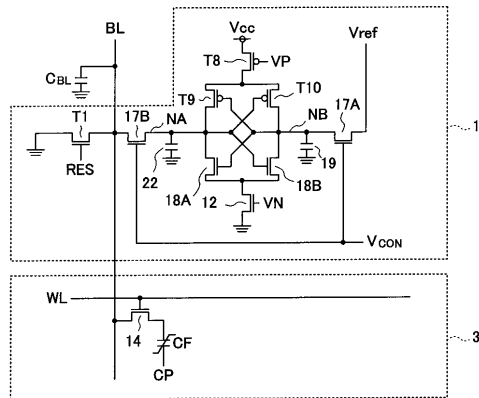 BL
Vcc
Vref
T8
VP
CBL
T9
T10
T1
17B
NA
NB
17A
1
RES
22
19
18A
18B
12
VN
VCON
WL
14
CF
3
CP